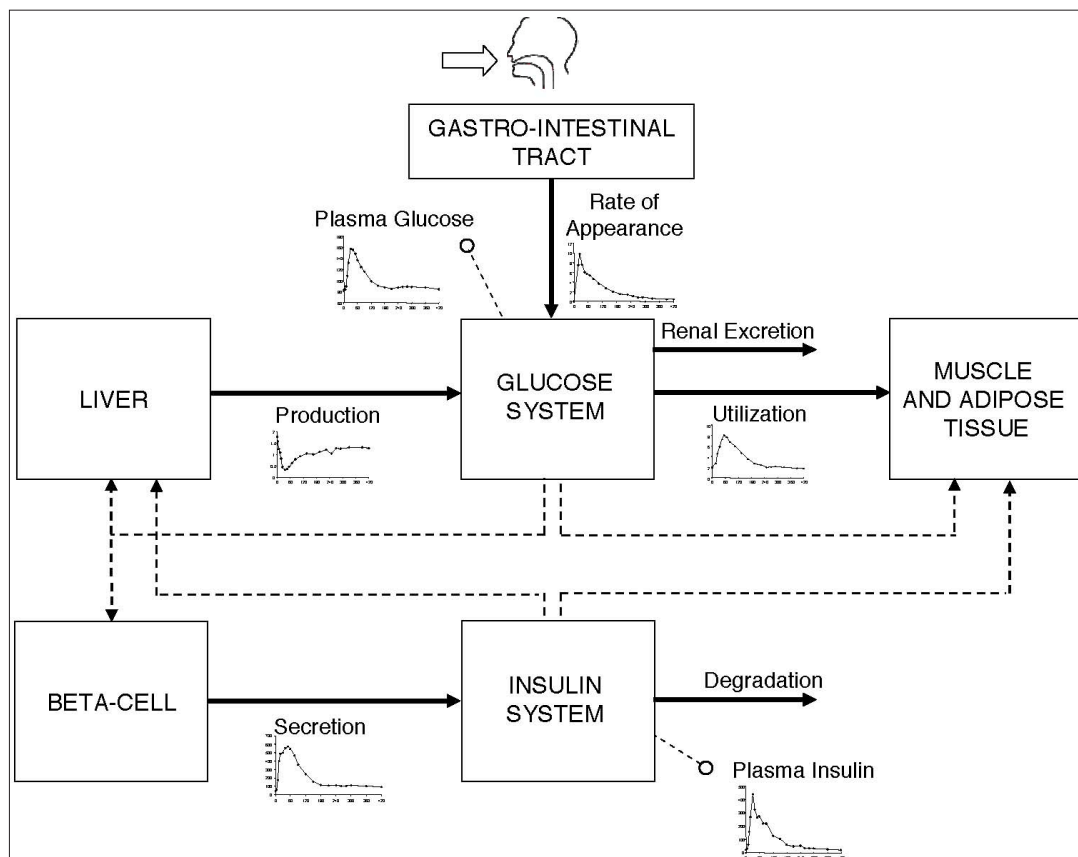 GASTRO-INTESTINAL
TRACT
Plasma Glucose
Rate of
Appearance
LIVER
Production
GLUCOSE
SYSTEM
Renal Excretion
Utilization
MUSCLE
AND ADIPOSE
TISSUE
BETA-CELL
Secretion
INSULIN
SYSTEM
Degradation
Plasma Insulin